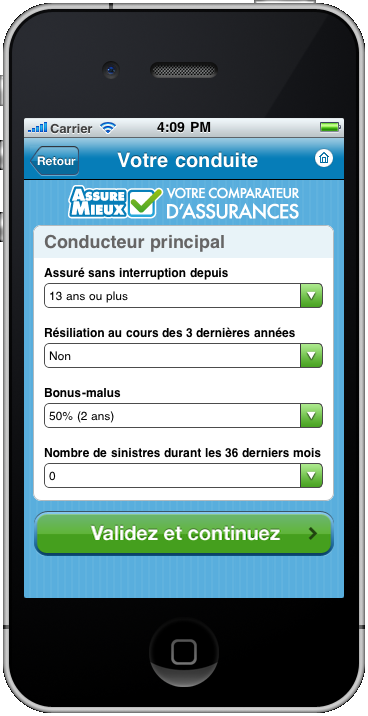 Carrier 4:09 PM
Retour Votre conduite
ASSURE MIEUX
VOTRE COMPARATEUR
D'ASSURANCES
Conducteur principal
Assuré sans interruption depuis
13 ans ou plus
Résiliation au cours des 3 dernières années
Non
Bonus-malus
50% (2 ans)
Nombre de sinistres durant les 36 derniers mois
0
Validez et continuez